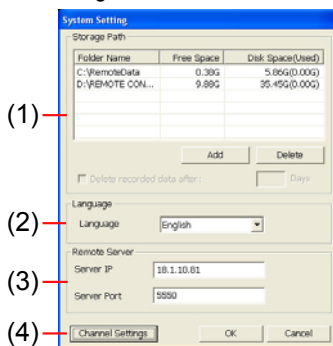 System Setting
Storage Path
Folder Name Free Space Disk Space(Used)
C:\RemoteData 0.38G 5.86G(0.00G)
D:\REMOTE CON... 9.88G 35.45G(0.00G)
(1)
Add Delete
Delete recorded data after: Days
Language
(2) Language English
Remote Server
Server IP 18.1.10.81
(3)
Server Port 5550
(4) Channel Settings OK Cancel